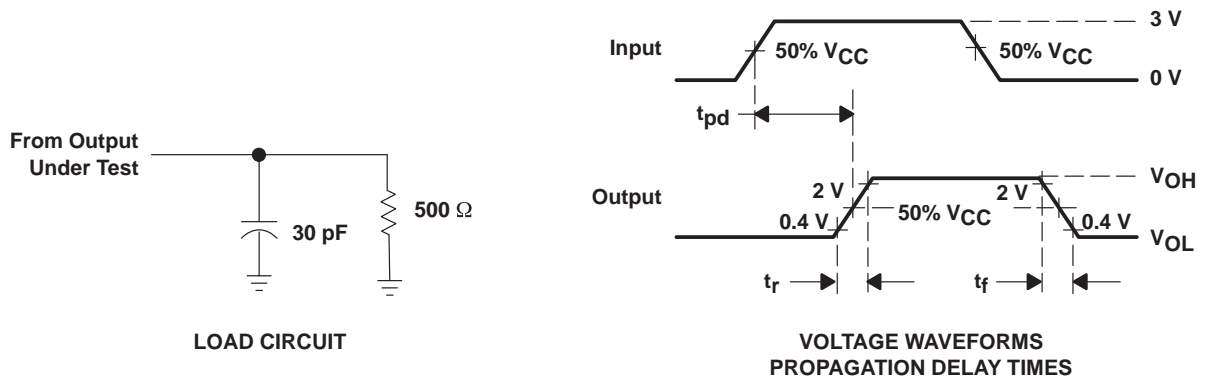 From Output
Under Test
30 pF
500 Ω
LOAD CIRCUIT
Input
50% VCC
50% VCC
3 V
0 V
tpd
Output
2 V
0.4 V
50% VCC
2 V
0.4 V
VOH
VOL
tr
tf
VOLTAGE WAVEFORMS
PROPAGATION DELAY TIMES